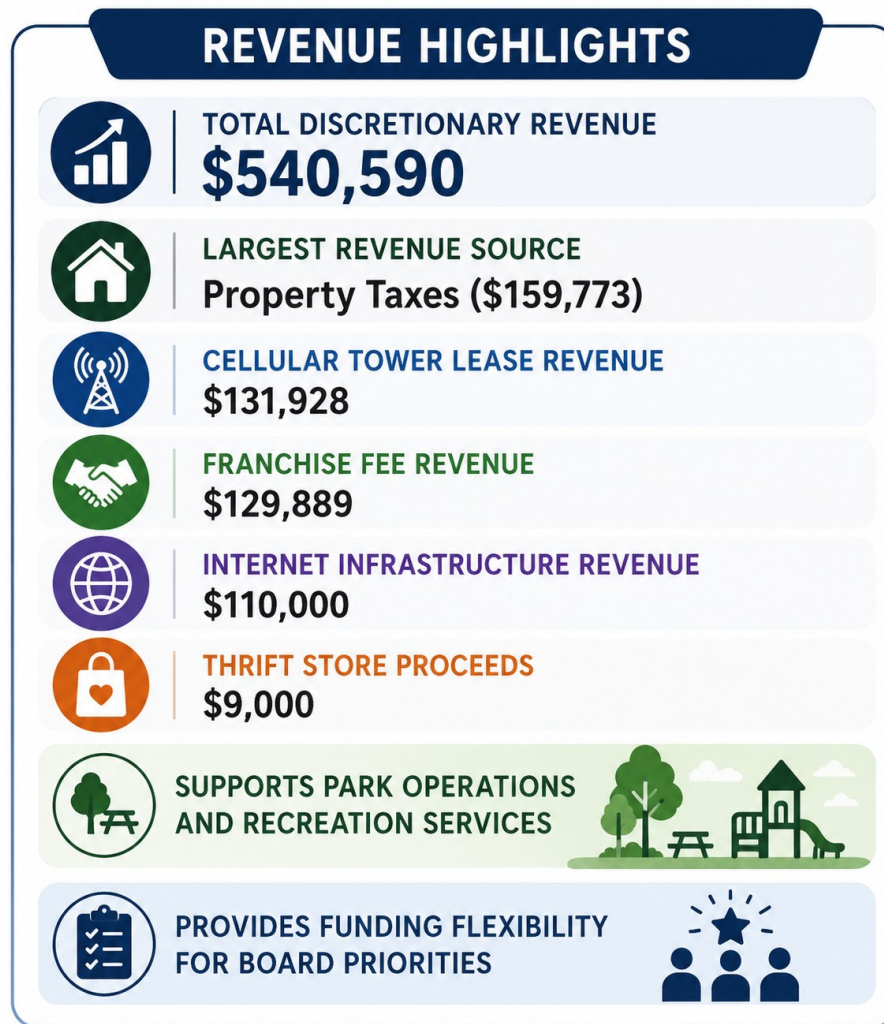 REVENUE HIGHLIGHTS
TOTAL DISCRETIONARY REVENUE
$540,590
LARGEST REVENUE SOURCE
Property Taxes ($159,773)
CELLULAR TOWER LEASE REVENUE
$131,928
FRANCHISE FEE REVENUE
$129,889
INTERNET INFRASTRUCTURE REVENUE
$110,000
THRIFT STORE PROCEEDS
$9,000
SUPPORTS PARK OPERATIONS
AND RECREATION SERVICES
PROVIDES FUNDING FLEXIBILITY
FOR BOARD PRIORITIES